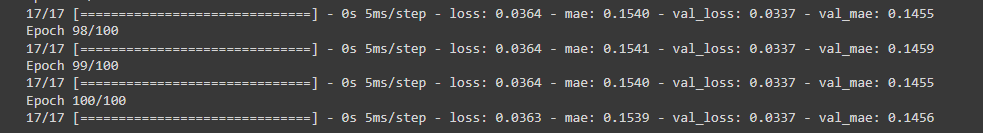 17/17 [==============================] - 0s 5ms/step - loss: 0.0364 - mae: 0.1540 - val_loss: 0.0337 - val_mae: 0.1455
Epoch 98/100
17/17 [==============================] - 0s 5ms/step - loss: 0.0364 - mae: 0.1541 - val_loss: 0.0337 - val_mae: 0.1459
Epoch 99/100
17/17 [==============================] - 0s 5ms/step - loss: 0.0364 - mae: 0.1540 - val_loss: 0.0337 - val_mae: 0.1455
Epoch 100/100
17/17 [==============================] - 0s 5ms/step - loss: 0.0363 - mae: 0.1539 - val_loss: 0.0337 - val_mae: 0.1456